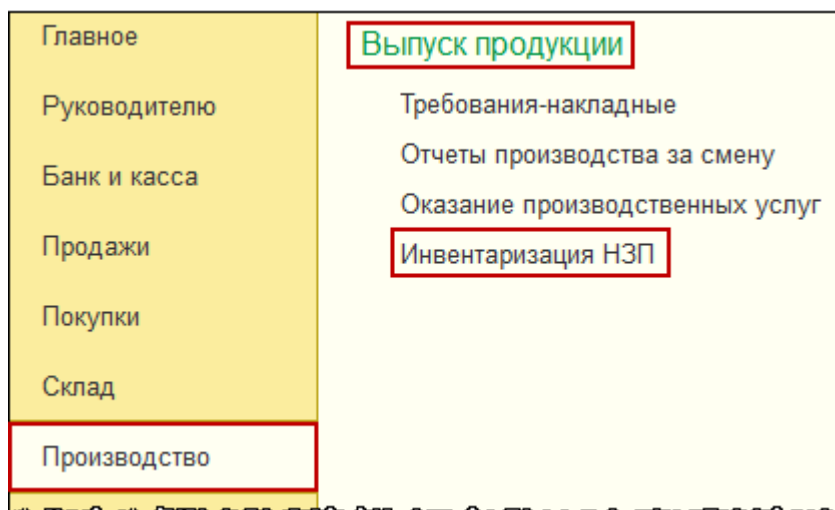 Главное
Руководителю
Банк и касса
Продажи
Покупки
Склад
Производство
Выпуск продукции
Требования-накладные
Отчеты производства за смену
Оказание производственных услуг
Инвентаризация НЗП